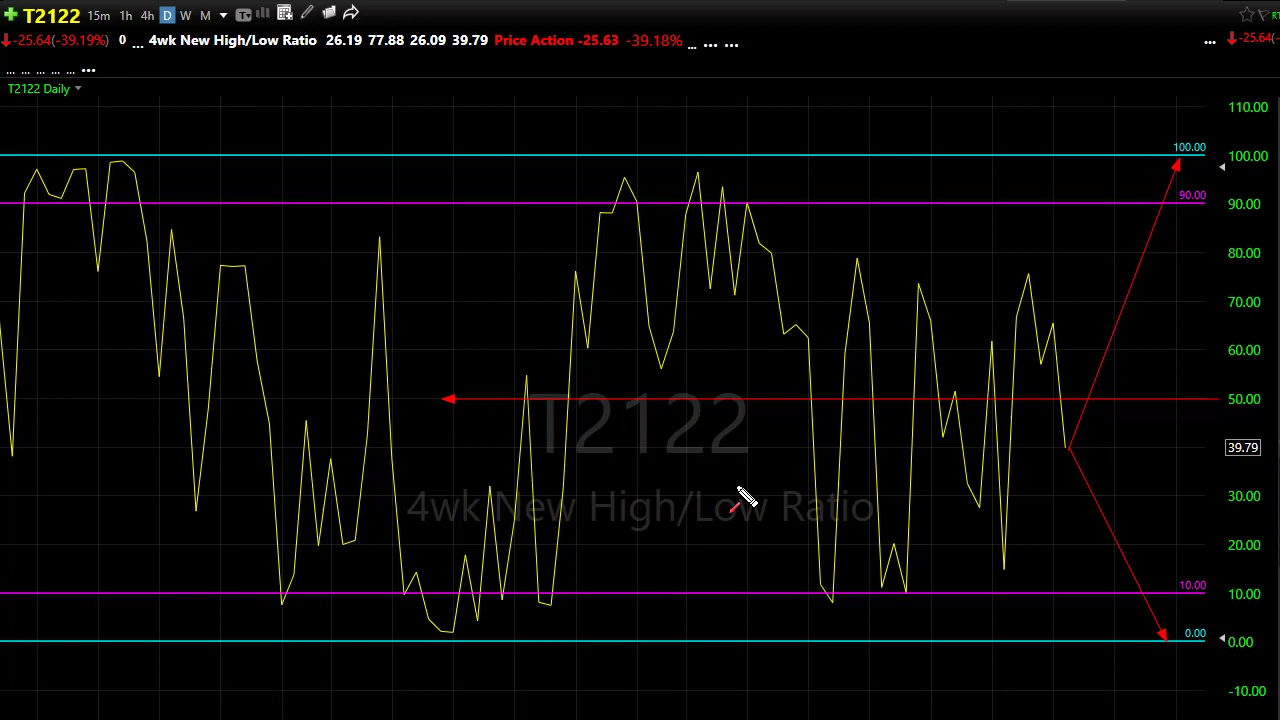 T2122 15m 1h 4h D W M T RT
-25.64(-39.19%) 0 ... 4wk New High/Low Ratio 26.19 77.88 26.09 39.79 Price Action -25.63 -39.18% ... ... ... ... -25.64(-
... ... ... ... ... ...
T2122 Daily
110.00
100.00 100.00
90.00 90.00
80.00
70.00
60.00
T2122 50.00
39.79
4wk New High/Low Ratio 30.00
20.00
10.00 10.00
0.00 0.00
-10.00